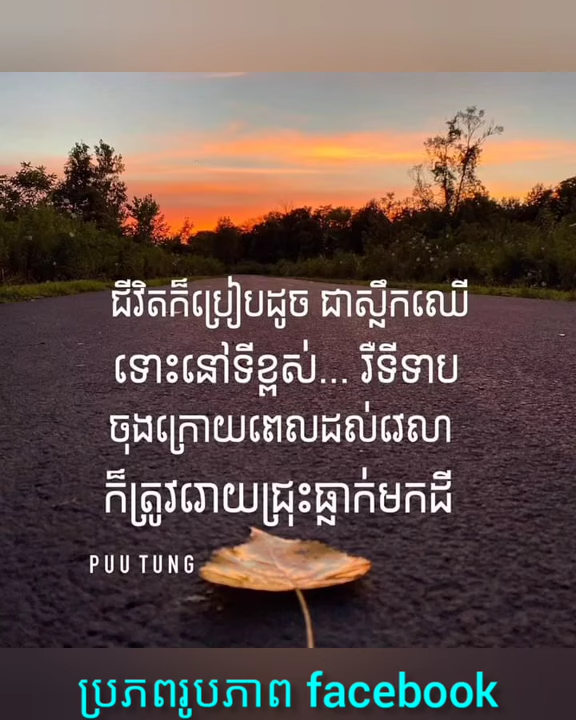 ជីវិតក៏ប្រៀបដូច ជាស្លឹកឈើ
ទោះនៅទីខ្ពស់... រឺទីទាប
ចុងក្រោយពេលដល់វេលា
ក៏ត្រូវរោយជ្រុះធ្លាក់មកដី
PUU TUNG
ប្រភពរូបភាព facebook